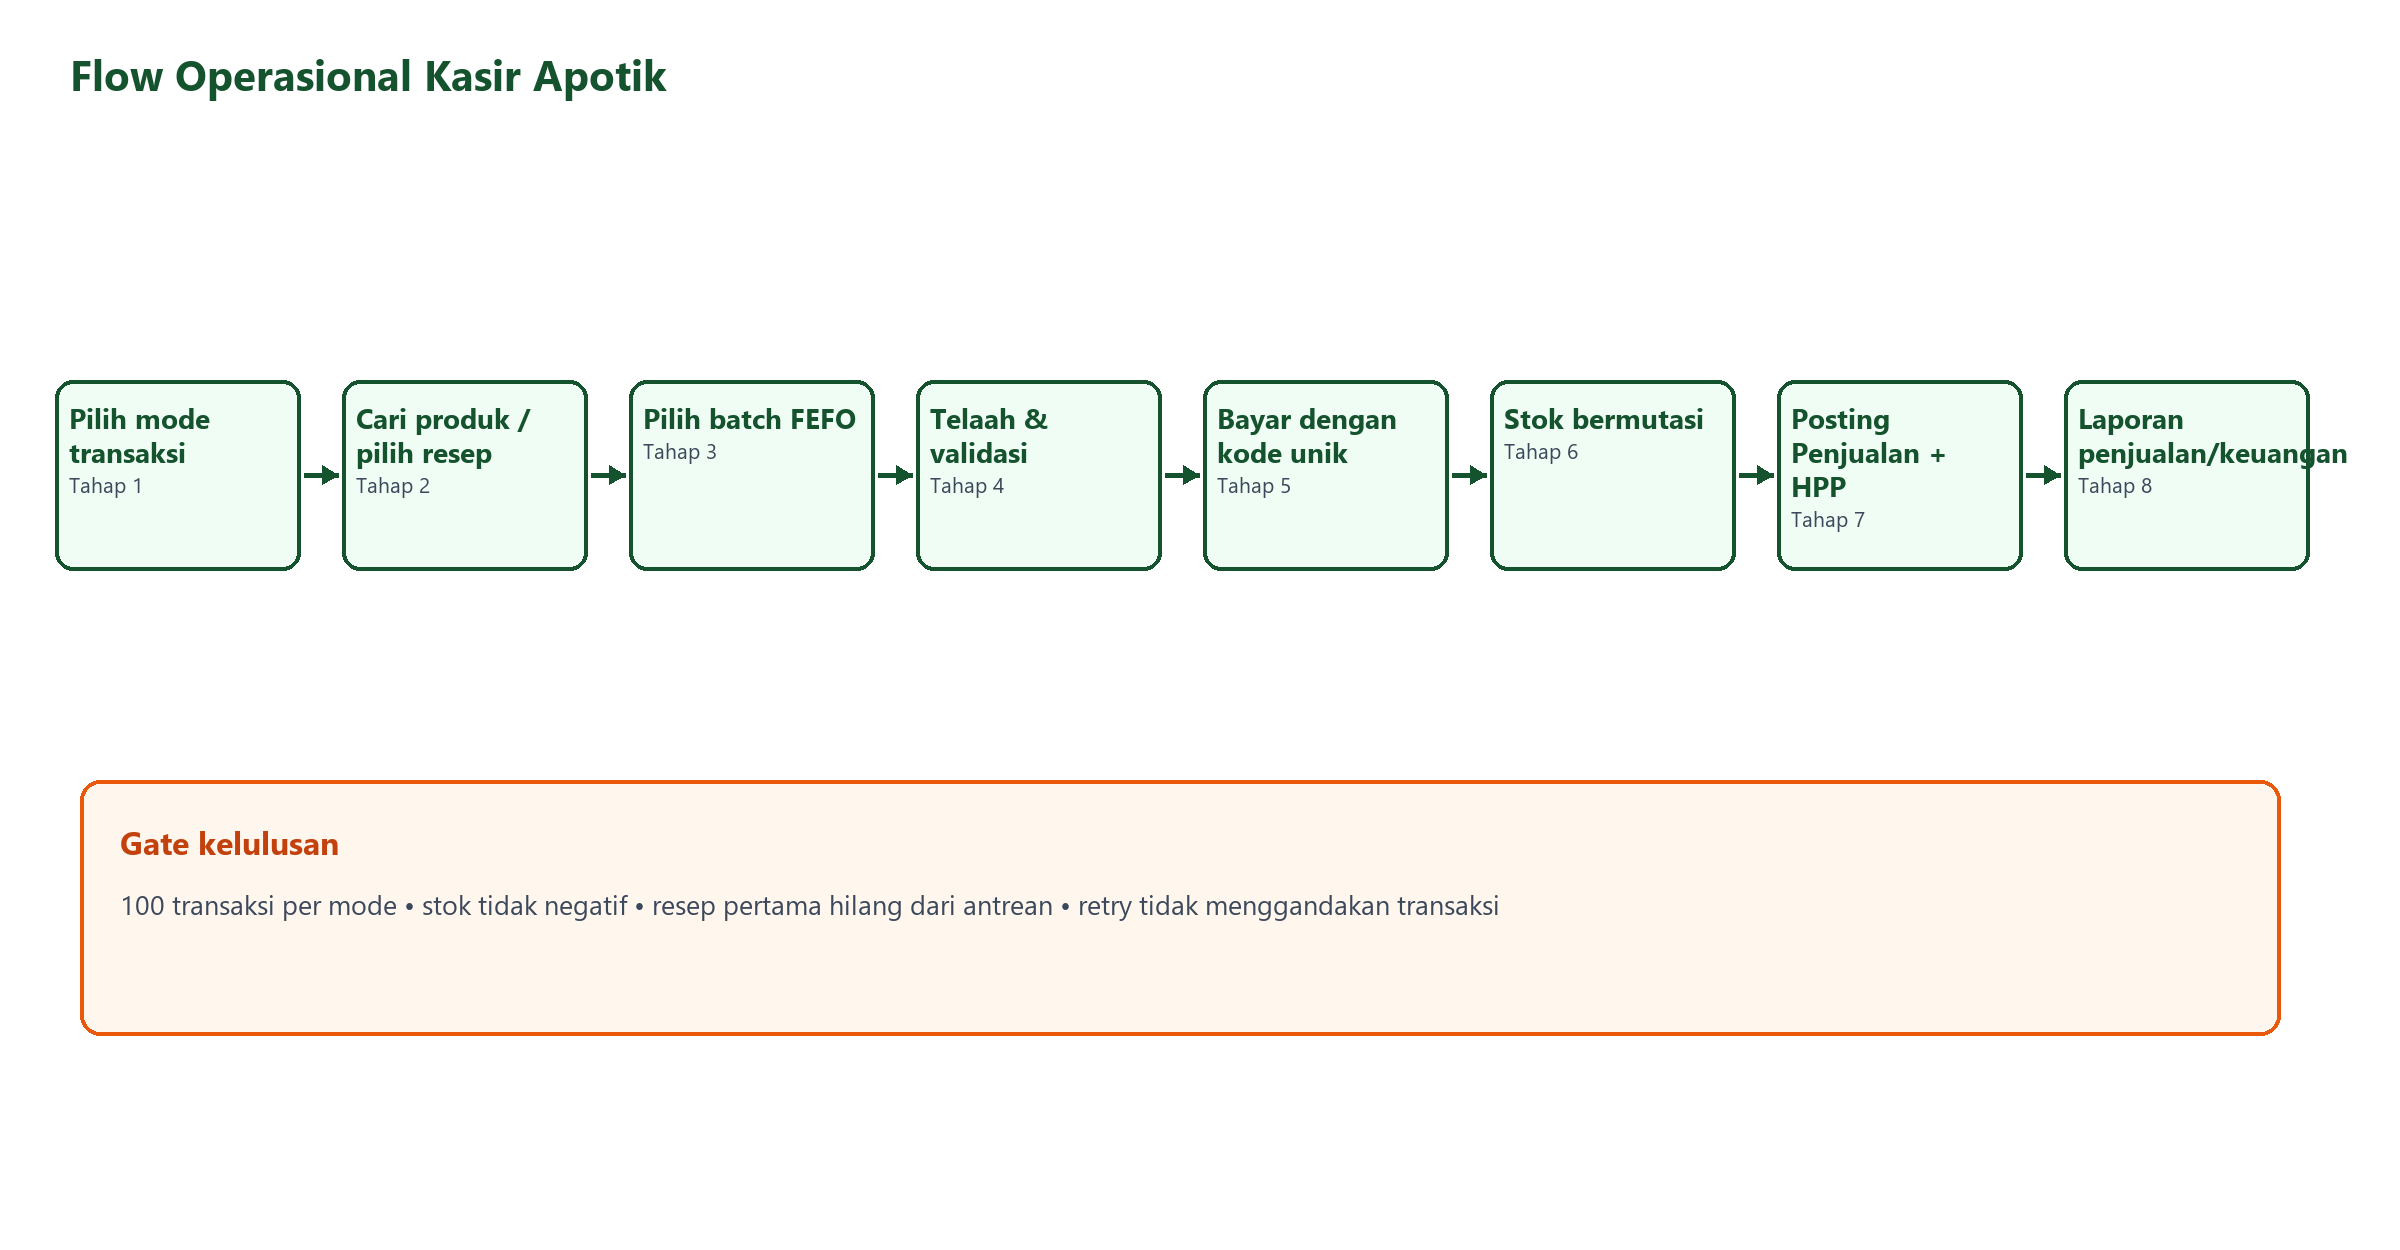 Flow Operasional Kasir Apotik
Pilih mode
transaksi
Tahap 1
Cari produk /
pilih resep
Tahap 2
Pilih batch FEFO
Tahap 3
Telaah &
validasi
Tahap 4
Bayar dengan
kode unik
Tahap 5
Stok bermutasi
Tahap 6
Posting
Penjualan +
HPP
Tahap 7
Laporan
penjualan/keuangan
Tahap 8
Gate kelulusan
100 transaksi per mode • stok tidak negatif • resep pertama hilang dari antrean • retry tidak menggandakan transaksi